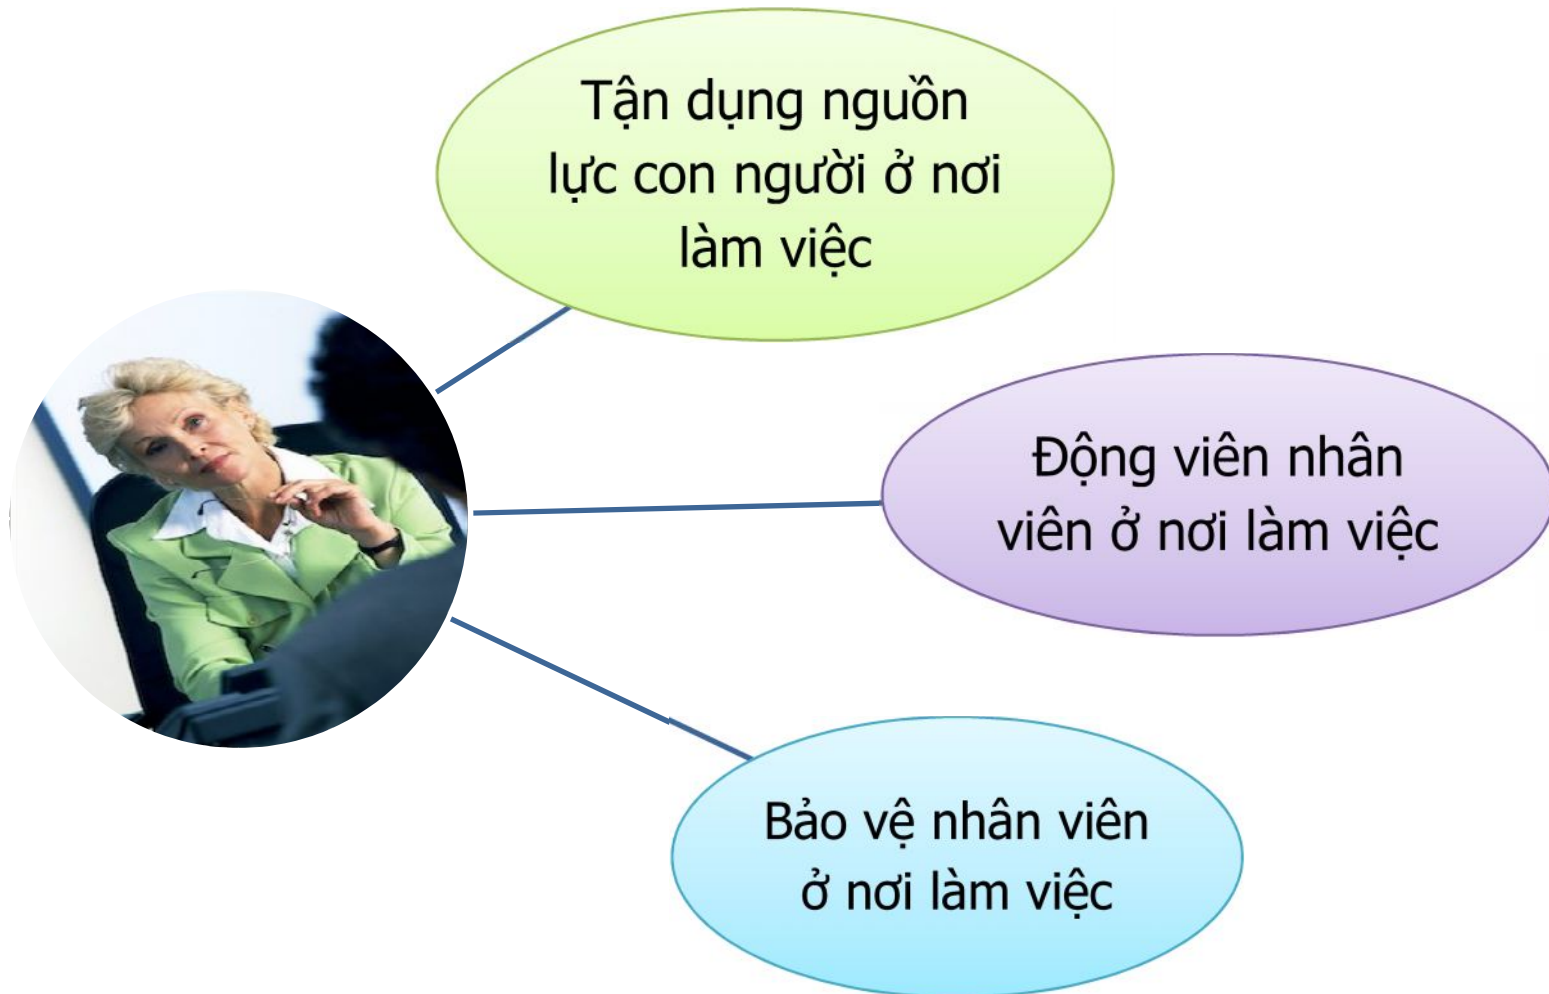 Tận dụng nguồn
lực con người ở nơi
làm việc
Động viên nhân
viên ở nơi làm việc
Bảo vệ nhân viên
ở nơi làm việc